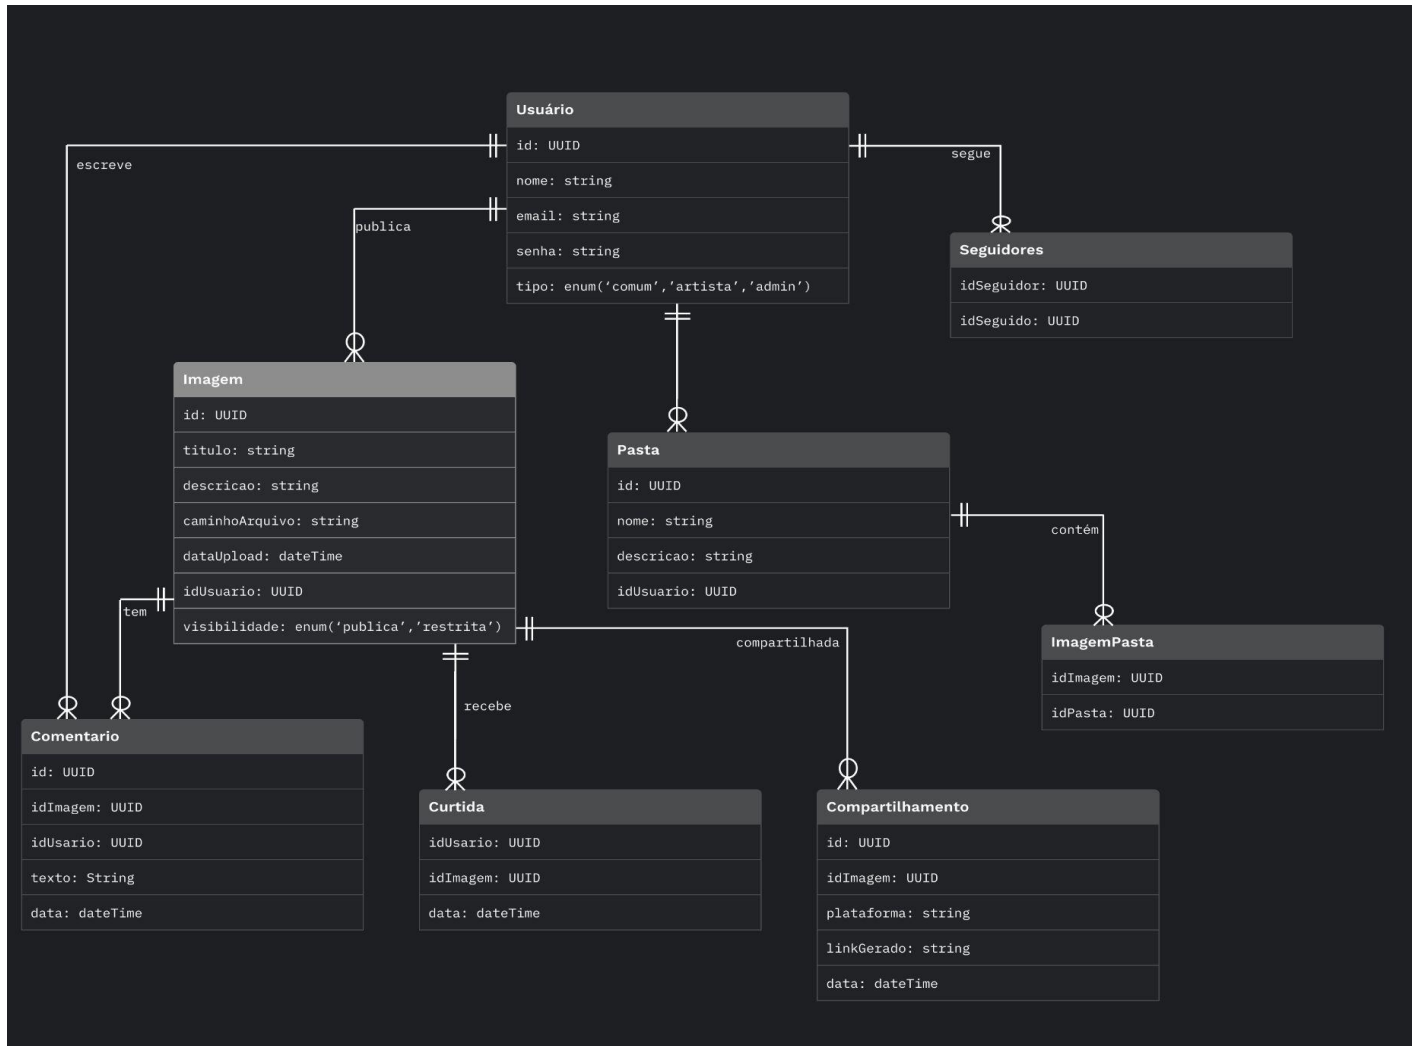 Usuário
id: UUID
nome: string
email: string
senha: string
tipo: enum(‘comum’,’artista’,’admin’)
escreve
publica
segue
Seguidores
idSeguidor: UUID
idSeguido: UUID
Imagem
id: UUID
titulo: string
descricao: string
caminhoArquivo: string
dataUpload: dateTime
idUsuario: UUID
visibilidade: enum(‘publica’,’restrita’)
Pasta
id: UUID
nome: string
descricao: string
idUsuario: UUID
contém
ImagemPasta
idImagem: UUID
idPasta: UUID
tem
recebe
compartilhada
Comentario
id: UUID
idImagem: UUID
idUsario: UUID
texto: String
data: dateTime
Curtida
idUsario: UUID
idImagem: UUID
data: dateTime
Compartilhamento
id: UUID
idImagem: UUID
plataforma: string
linkGerado: string
data: dateTime